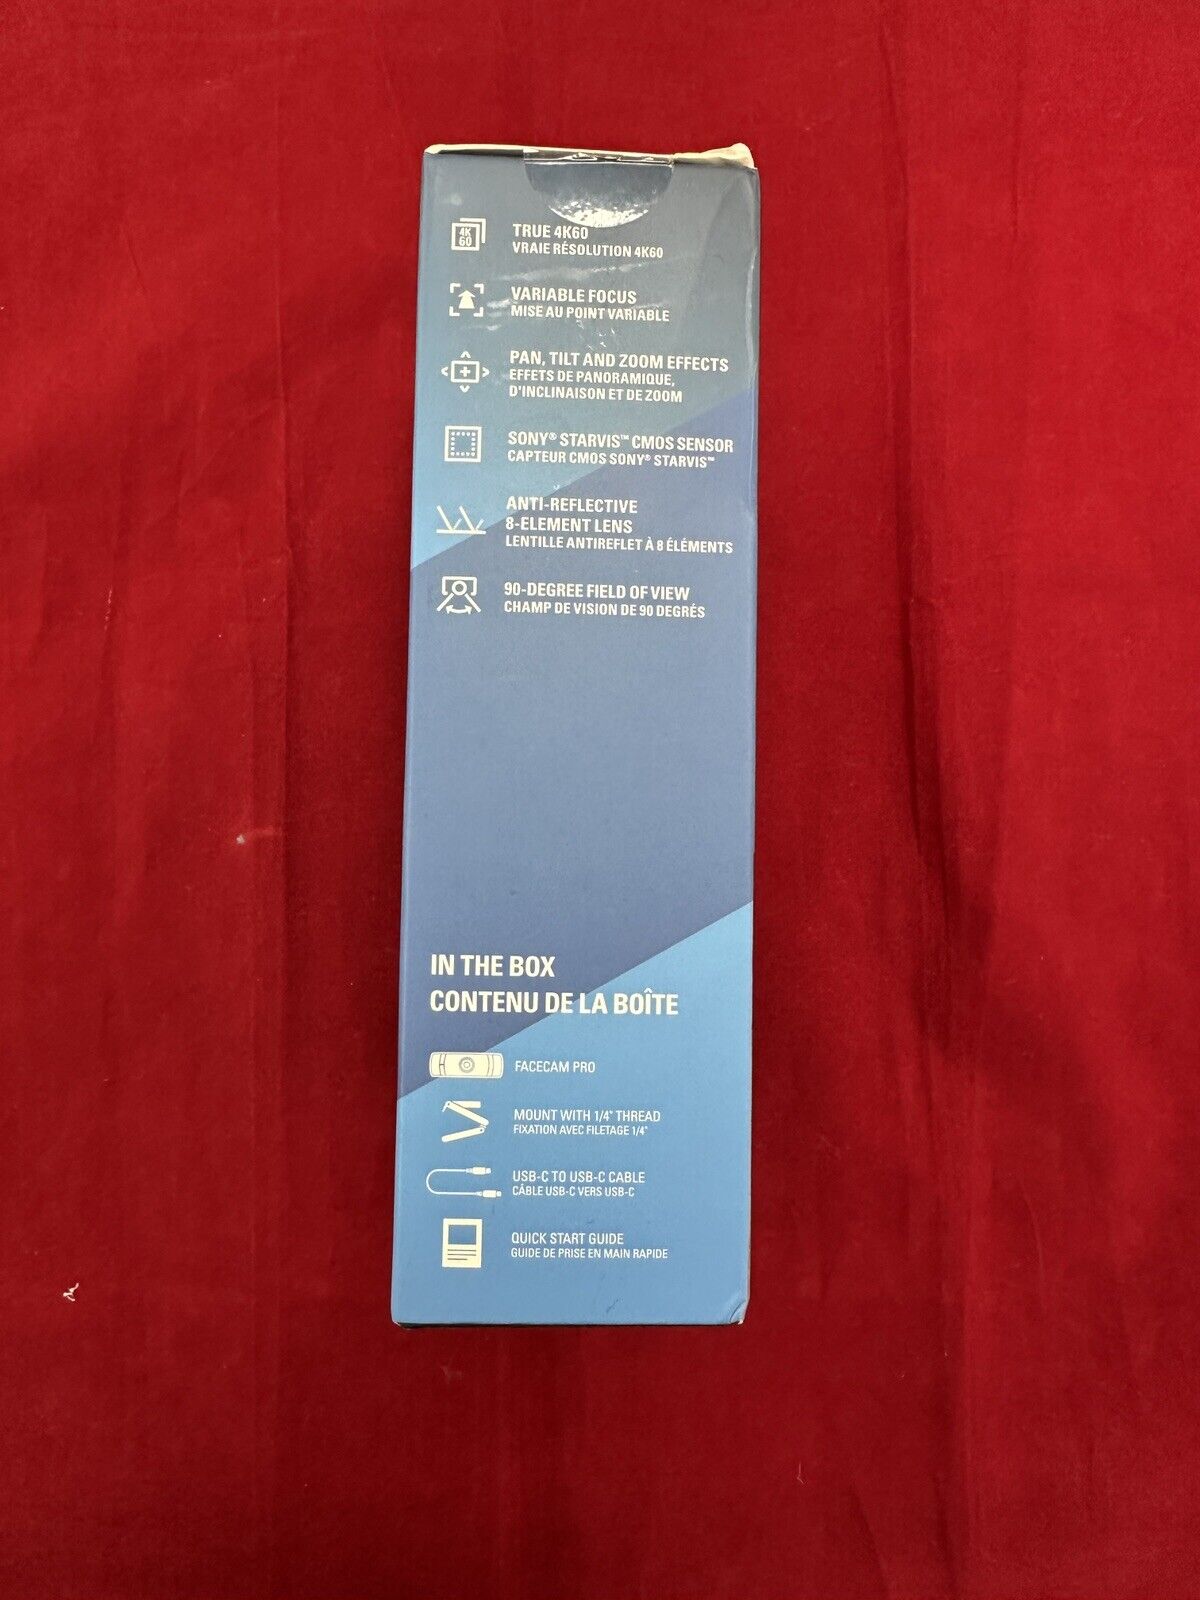 4K
60
TRUE 4K60
VRAIE RÉSOLUTION 4K60
VARIABLE FOCUS
MISE AU POINT VARIABLE
PAN, TILT AND ZOOM EFFECTS
EFFETS DE PANORAMIQUE,
D'INCLINAISON ET DE ZOOM
SONY® STARVIS™ CMOS SENSOR
CAPTEUR CMOS SONY® STARVIS™
ANTI-REFLECTIVE
8-ELEMENT LENS
LENTILLE ANTIREFLET À 8 ÉLÉMENTS
90-DEGREE FIELD OF VIEW
CHAMP DE VISION DE 90 DEGRÉS
IN THE BOX
CONTENU DE LA BOÎTE
FACECAM PRO
MOUNT WITH 1/4" THREAD
FIXATION AVEC FILETAGE 1/4"
USB-C TO USB-C CABLE
CÂBLE USB-C VERS USB-C
QUICK START GUIDE
GUIDE DE PRISE EN MAIN RAPIDE